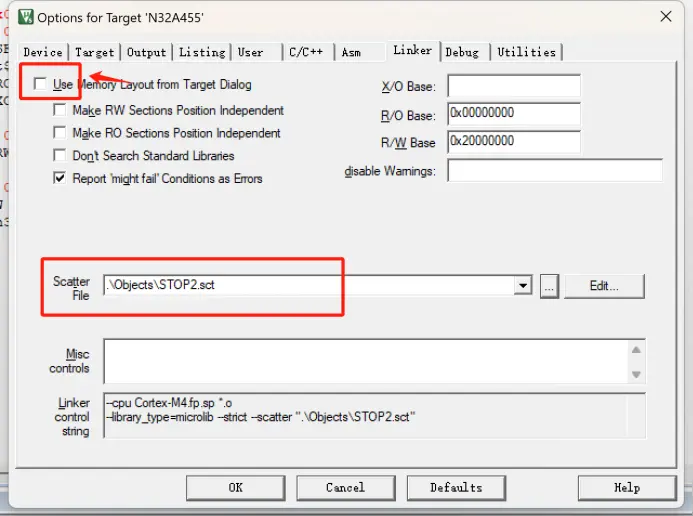 Options for Target 'N32A455'
Device | Target | Output | Listing | User | C/C++ | Asm | Linker | Debug | Utilities
Use Memory Layout from Target Dialog
Make RW Sections Position Independent
Make RO Sections Position Independent
Don't Search Standard Libraries
Report 'might fail' Conditions as Errors
X/O Base:
R/O Base: 0x00000000
R/W Base 0x20000000
disable Warnings:
Scatter File
.\Objects\STOP2.sct
...
Edit...
Misc controls
Linker control string
--cpu Cortex-M4.fp.sp *.o
--library_type=microlib --strict --scatter ".\Objects\STOP2.sct"
OK
Cancel
Defaults
Help